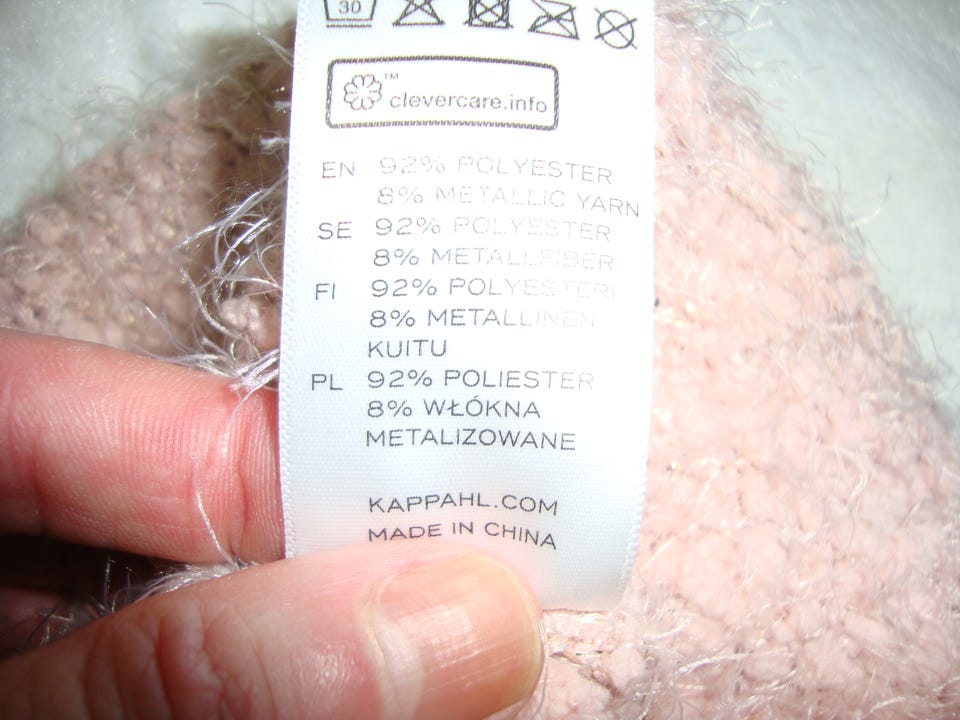 30
™
clevercare.info
EN 92% POLYESTER
8% METALLIC YARN
SE 92% POLYESTER
8% METALLFIBER
FI 92% POLYESTERI
8% METALLINEN
KUITU
PL 92% POLIESTER
8% WŁÓKNA
METALIZOWANE
KAPPAHL.COM
MADE IN CHINA